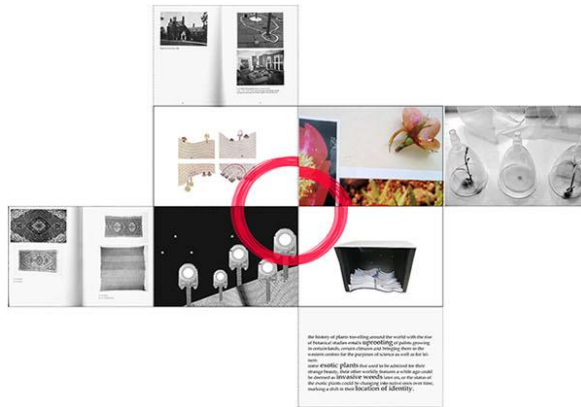 the history of plants travelling around the world with the rise
of botanical studies entails uprooting of palms growing
in certain lands, certain climates and bringing them to the
western centres for the purposes of science as well as for lei-
sure.
some exotic plants that used to be admired for their
strange beauty, their other worldly features a while ago could
be deemed as invasive weeds later on, or the status of
the exotic plants could be changing into native ones over time,
marking a shift in their location of identity.